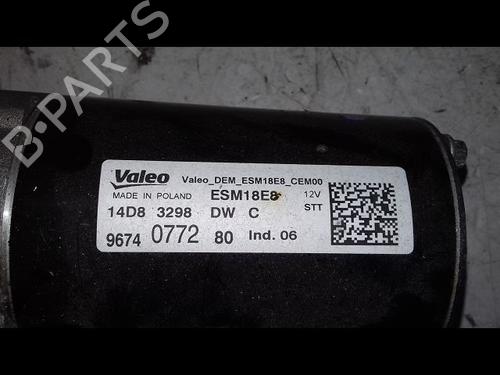 Valeo Valeo_DEM_ESM18E8_CEM00
MADE IN POLAND ESM18E8 12V
14D8 3298 DW C STT
9674 0772 80 Ind. 06
B-Parts